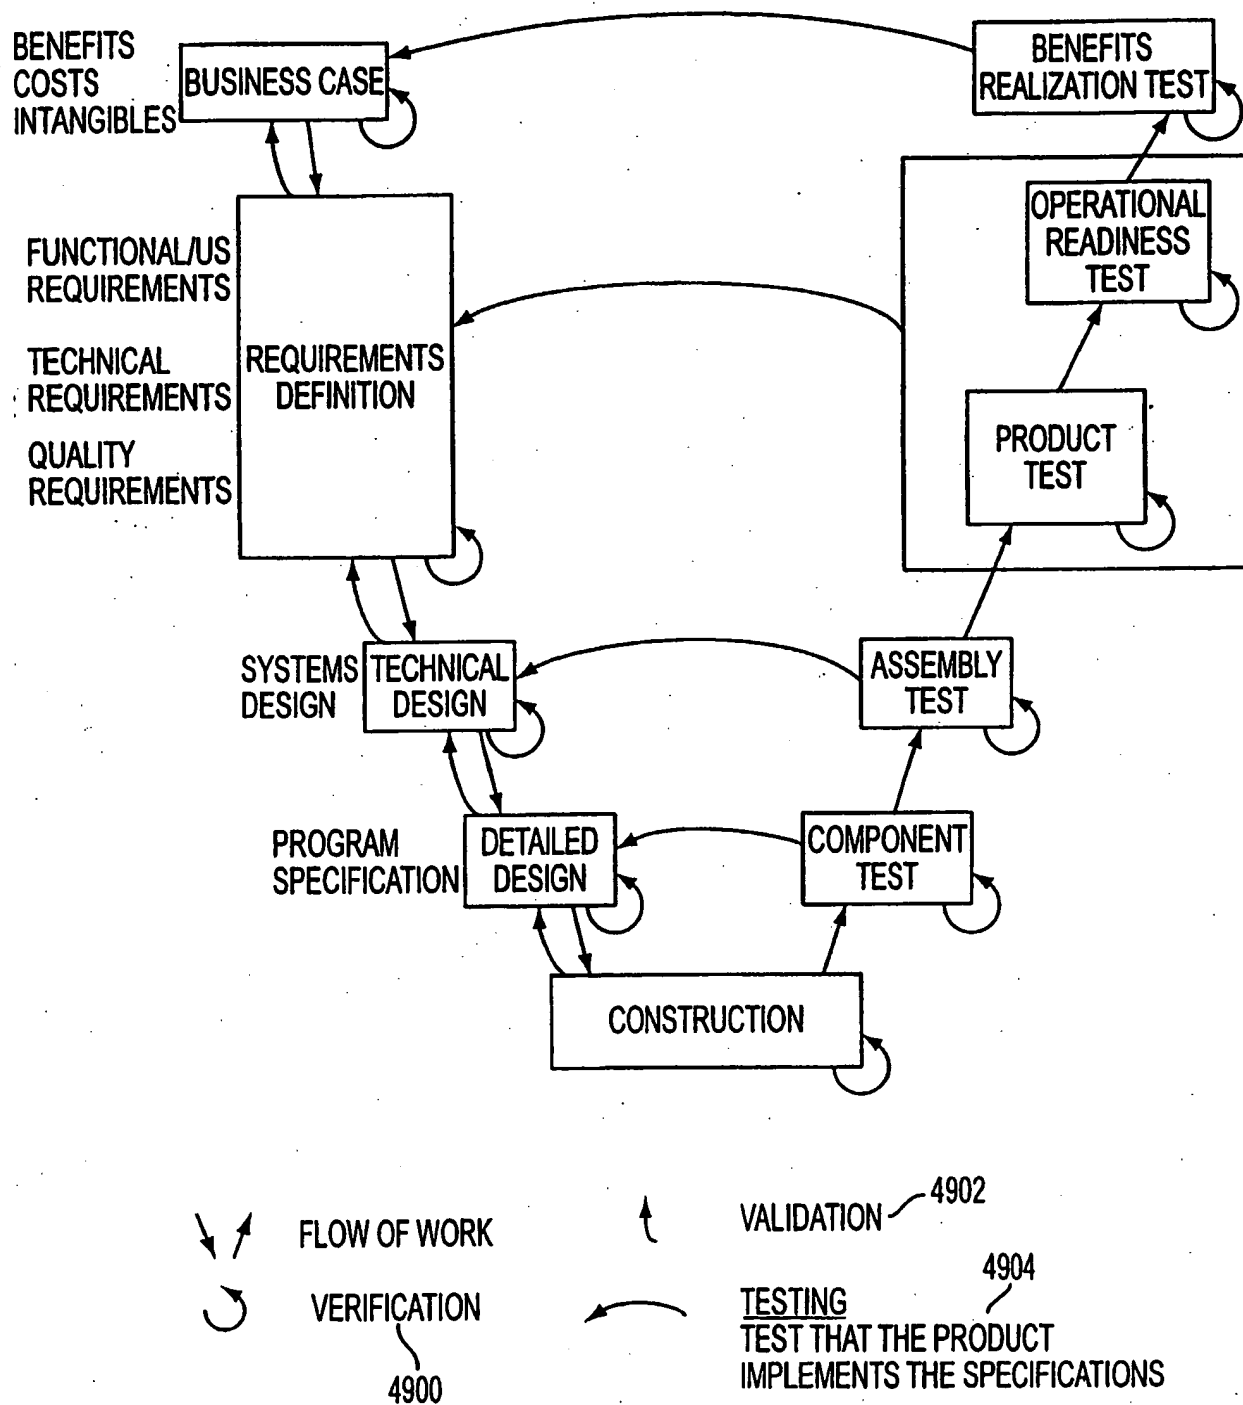 BENEFITS
COSTS
INTANGIBLES
BUSINESS CASE
BENEFITS
REALIZATION TEST
OPERATIONAL
READINESS
TEST
FUNCTIONAL/US
REQUIREMENTS
TECHNICAL
REQUIREMENTS
QUALITY
REQUIREMENTS
REQUIREMENTS
DEFINITION
PRODUCT
TEST
SYSTEMS
DESIGN
TECHNICAL
DESIGN
ASSEMBLY
TEST
PROGRAM
SPECIFICATION
DETAILED
DESIGN
COMPONENT
TEST
CONSTRUCTION
FLOW OF WORK
VALIDATION
4902
VERIFICATION
4900
4904
TESTING
TEST THAT THE PRODUCT
IMPLEMENTS THE SPECIFICATIONS